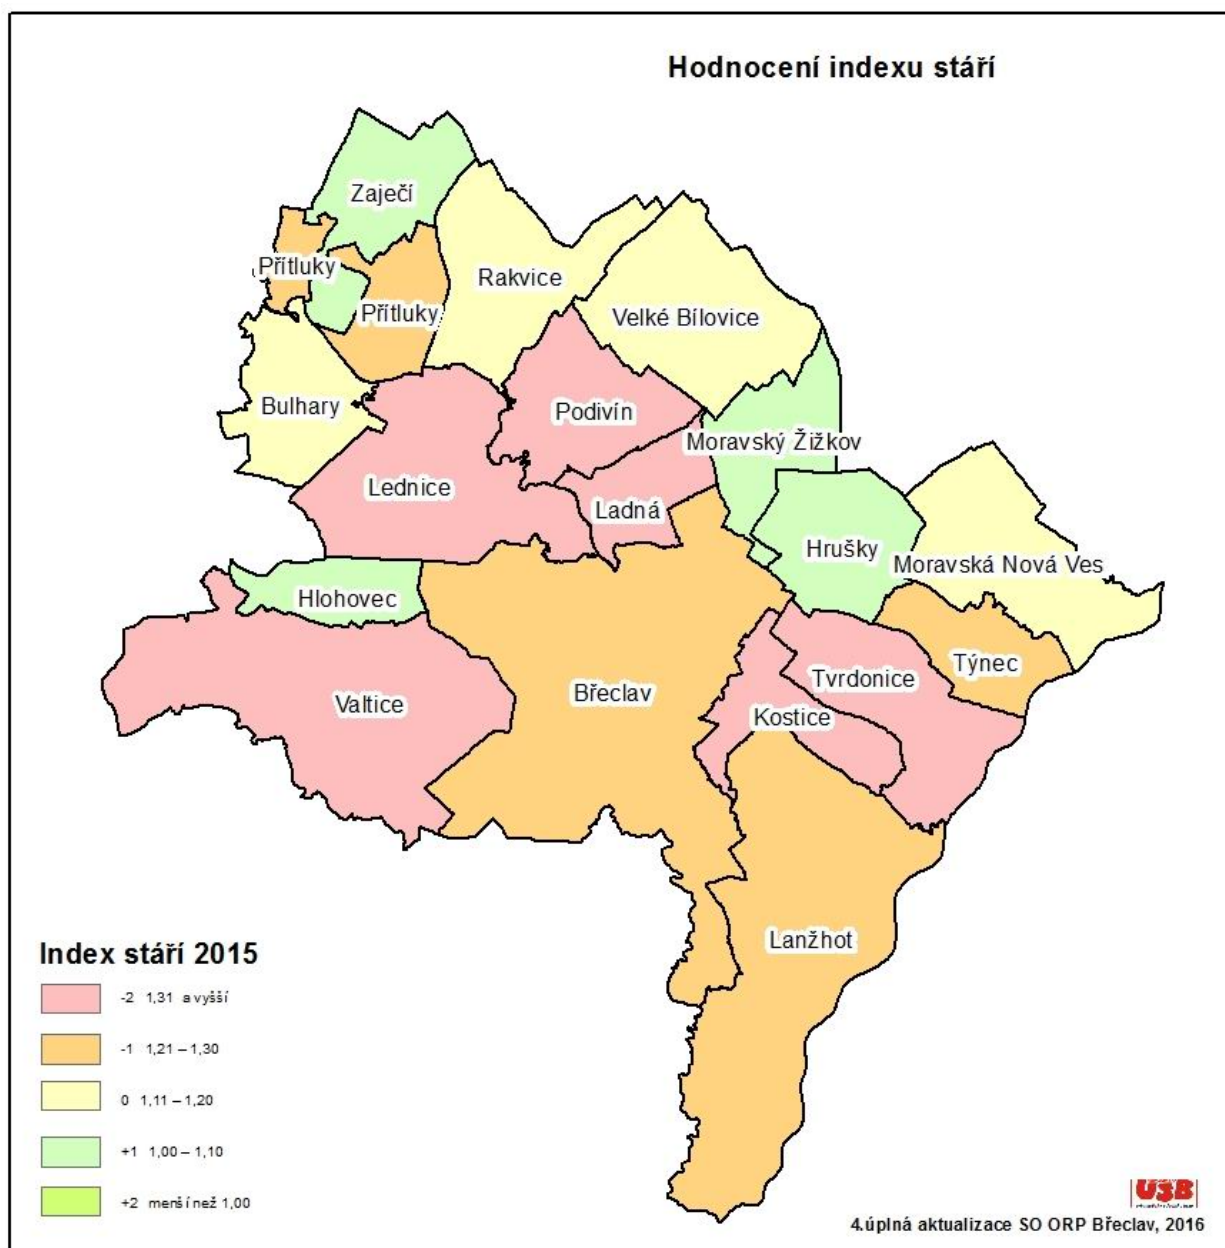 Hodnocení indexu stáří
Zaječí
Přítluky
Rakvice
Přítluky
Velké Bílovice
Bulhary
Podivín
Moravský Žižkov
Lednice
Ladná
Hrušky
Moravská Nová Ves
Hlohovec
Týnec
Tvrdonice
Břeclav
Valtice
Kostice
Lanžhot
Index stáří 2015
-2 1,31 a vyšší
-1 1,21 – 1,30
0 1,11 – 1,20
+1 1,00 – 1,10
+2 menší než 1,00
USB
4.úplná aktualizace SO ORP Břeclav, 2016